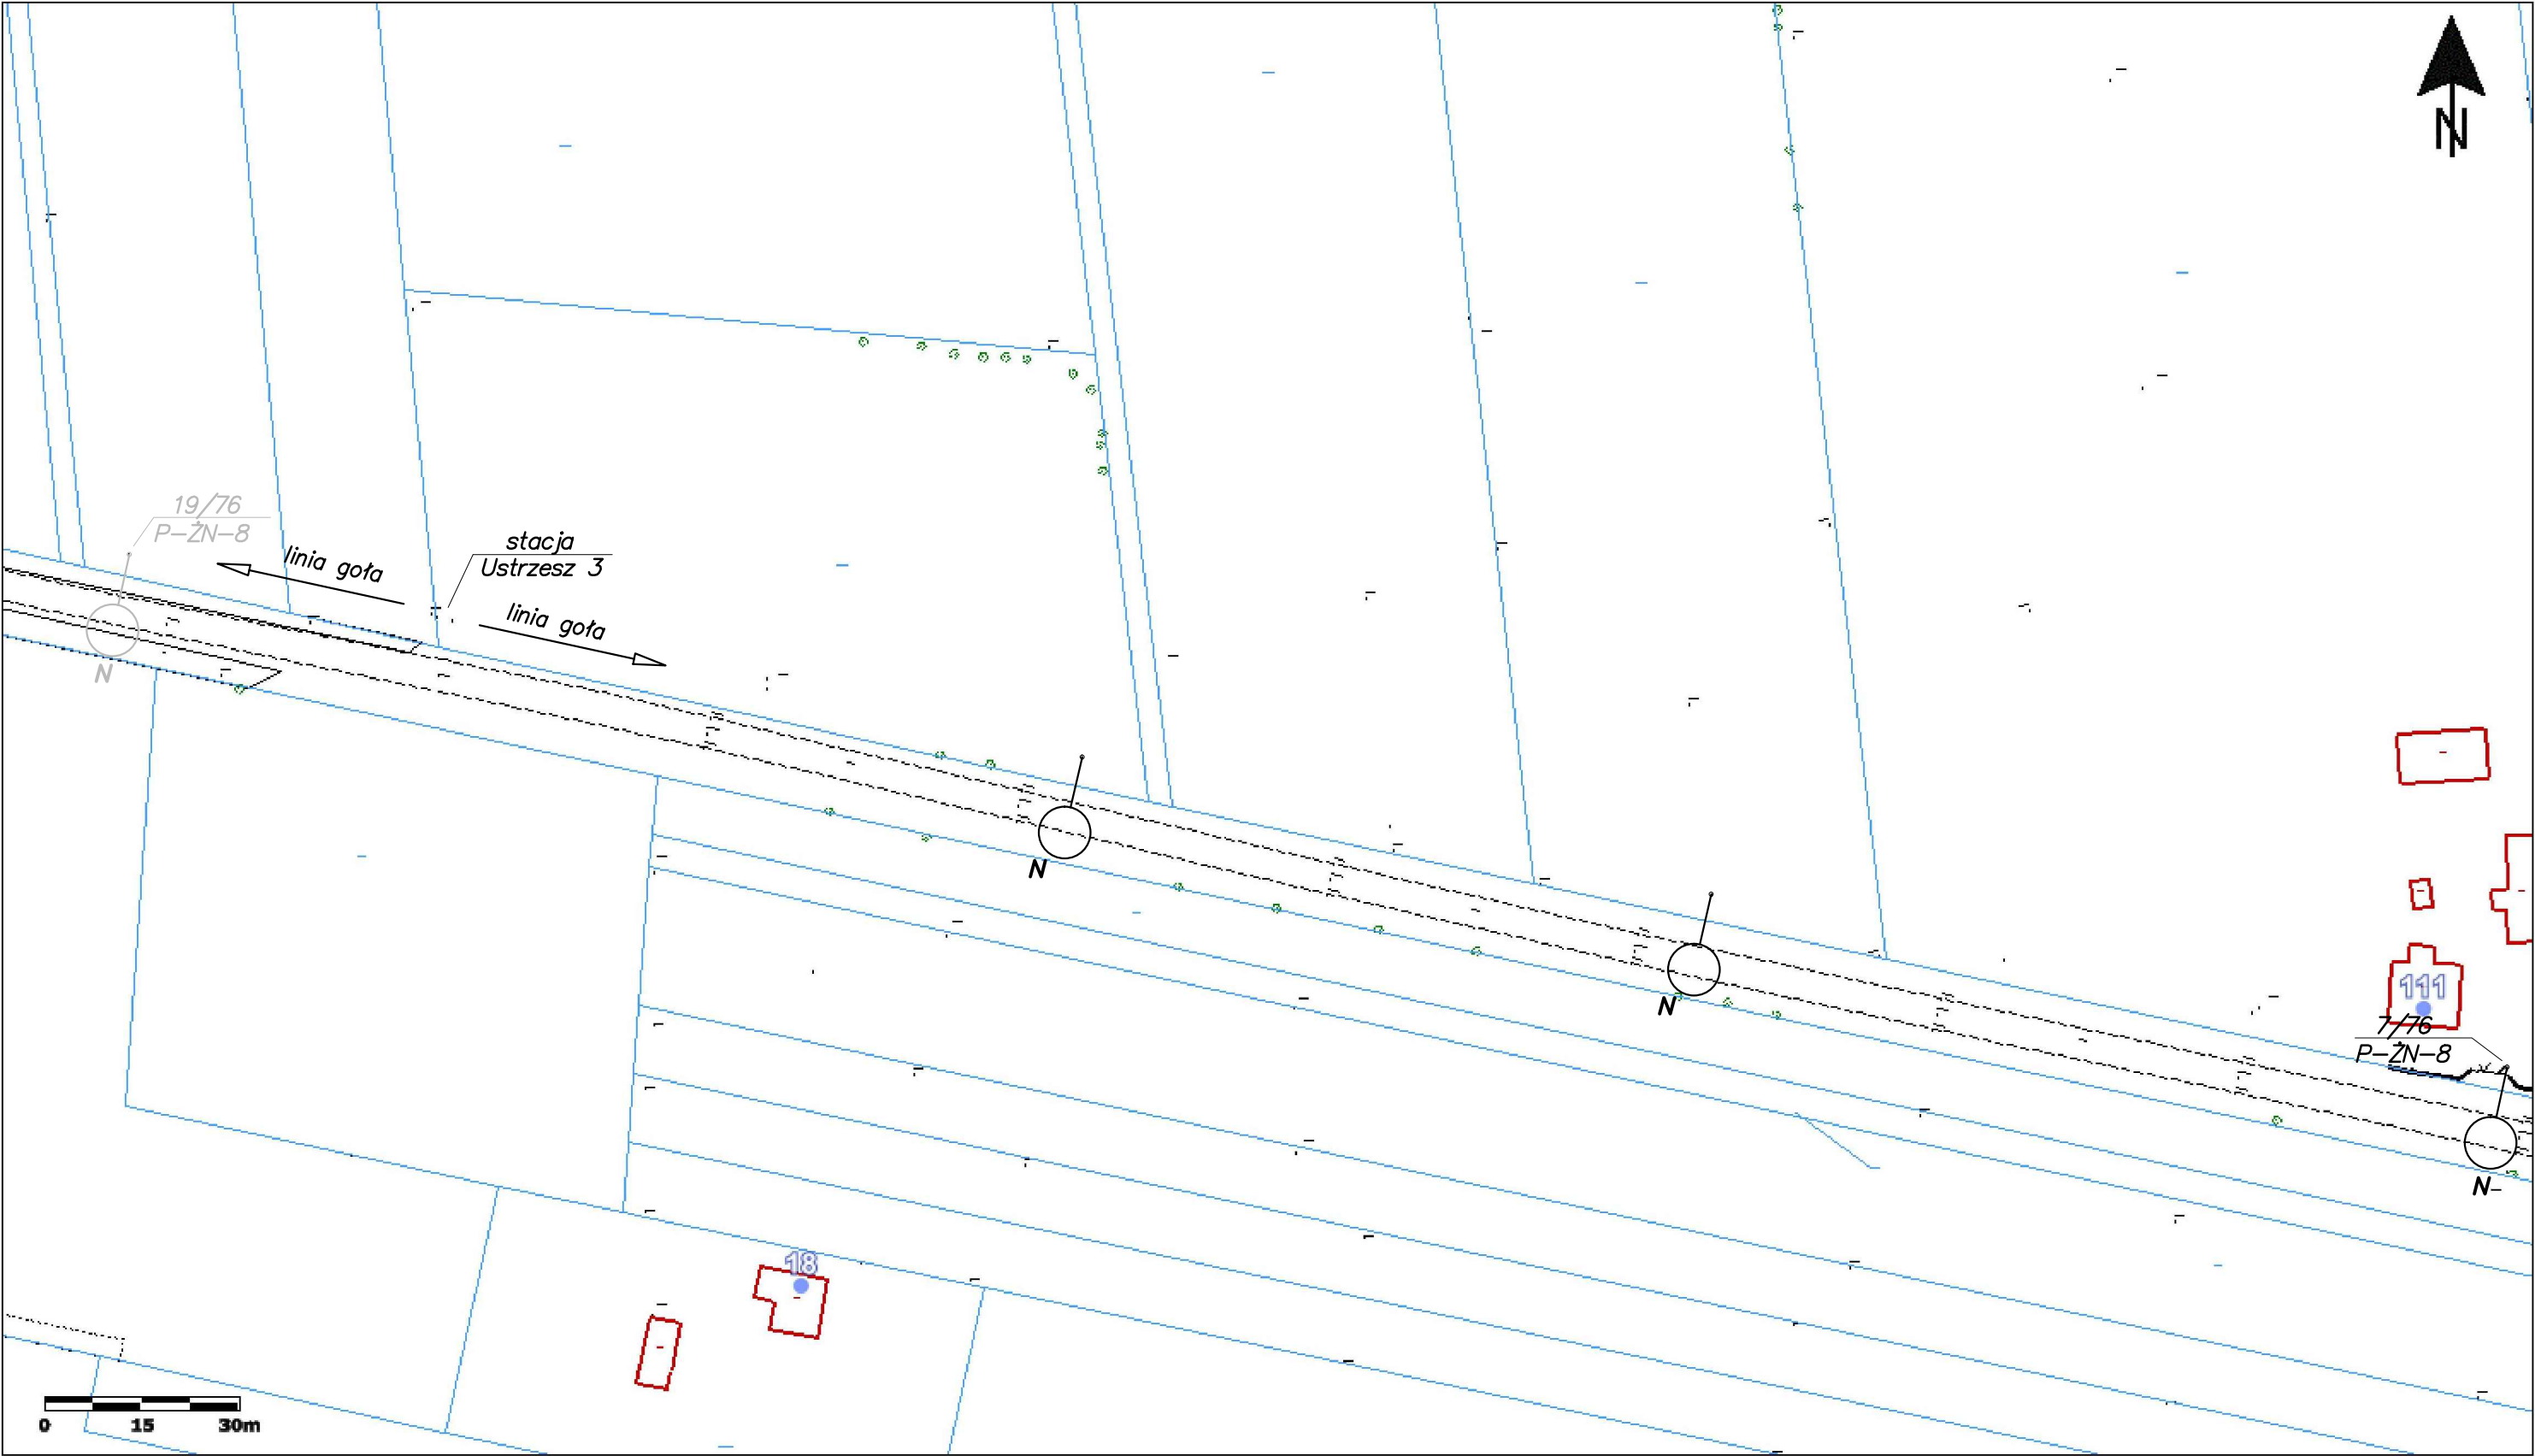 N
19/76
P-ŻN-8
linia goła
stacja
Ustrzesz 3
linia goła
N
N
N
111
7/76
P-ŻN-8
N
18
0 15 30m